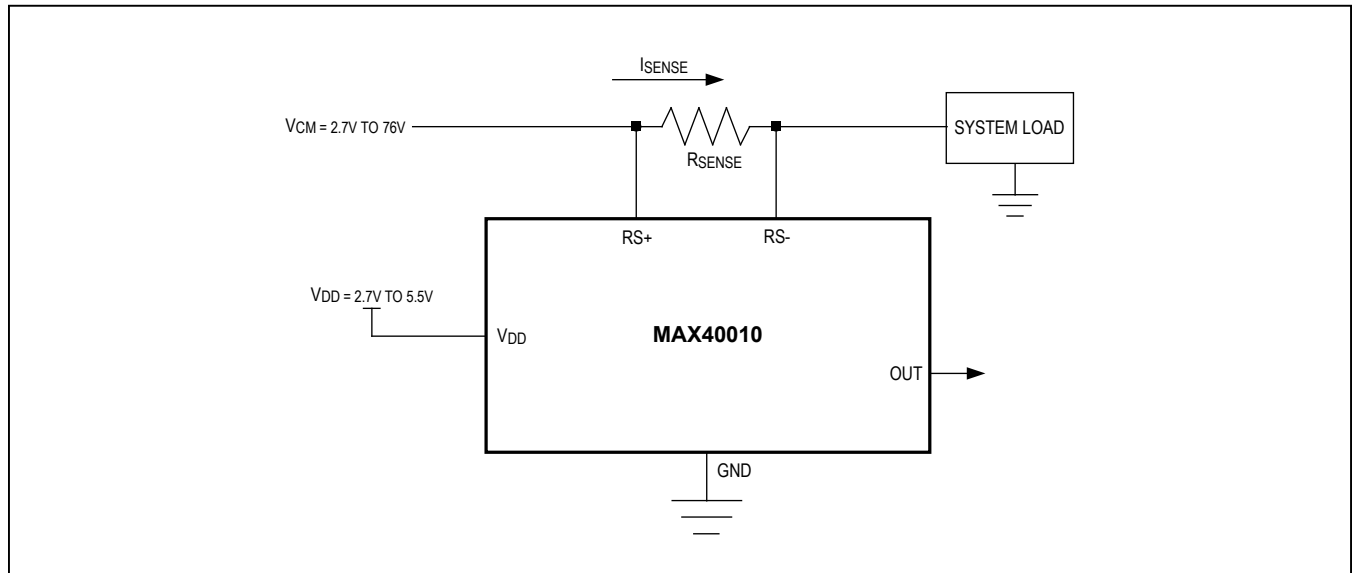 ISENSE
VCM = 2.7V TO 76V
SYSTEM LOAD
RSENSE
RS+ RS-
VDD = 2.7V TO 5.5V
VDD
MAX40010
OUT
GND